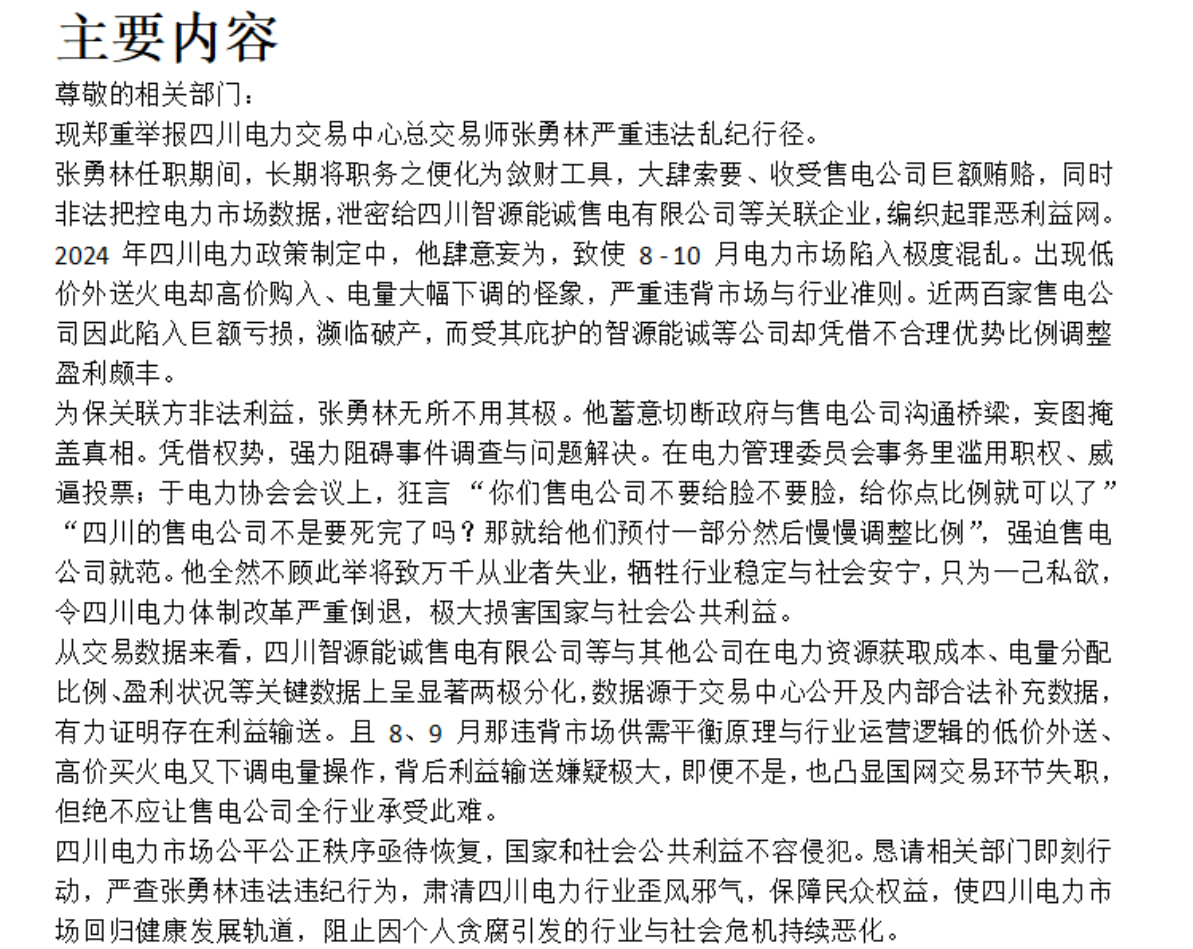 主要内容
尊敬的相关部门：
现郑重举报四川电力交易中心总交易师张勇林严重违法乱纪行径。
张勇林任职期间，长期将职务之便化为敛财工具，大肆索要、收受售电公司巨额贿赂，同时
非法把控电力市场数据，泄密给四川智源能诚售电有限公司等关联企业，编织起罪恶利益网。
2024 年四川电力政策制定中，他肆意妄为，致使 8-10 月电力市场陷入极度混乱。出现低
价外送火电却高价购入、电量大幅下调的怪象，严重违背市场与行业准则。近两百家售电公
司因此陷入巨额亏损，濒临破产，而受其庇护的智源能诚等公司却凭借不合理优势比例调整
盈利颇丰。
为保关联方非法利益，张勇林无所不用其极。他蓄意切断政府与售电公司沟通桥梁，妄图掩
盖真相。凭借权势，强力阻碍事件调查与问题解决。在电力管理委员会事务里滥用职权、威
逼投票；于电力协会会议上，狂言 “你们售电公司不要给脸不要脸，给你点比例就可以了”
“四川的售电公司不是要死完了吗？那就给他们预付一部分然后慢慢调整比例”，强迫售电
公司就范。他全然不顾此举将致万千从业者失业，牺牲行业稳定与社会安宁，只为一己私欲，
令四川电力体制改革严重倒退，极大损害国家与社会公共利益。
从交易数据来看，四川智源能诚售电有限公司等与其他公司在电力资源获取成本、电量分配
比例、盈利状况等关键数据上呈显著两极分化，数据源于交易中心公开及内部合法补充数据，
有力证明存在利益输送。且 8、9 月那违背市场供需平衡原理与行业运营逻辑的低价外送、
高价买火电又下调电量操作，背后利益输送嫌疑极大，即便不是，也凸显国网交易环节失职，
但绝不应让售电公司全行业承受此难。
四川电力市场公平公正秩序亟待恢复，国家和社会公共利益不容侵犯。恳请相关部门即刻行
动，严查张勇林违法违纪行为，肃清四川电力行业歪风邪气，保障民众权益，使四川电力市
场回归健康发展轨道，阻止因个人贪腐引发的行业与社会危机持续恶化。